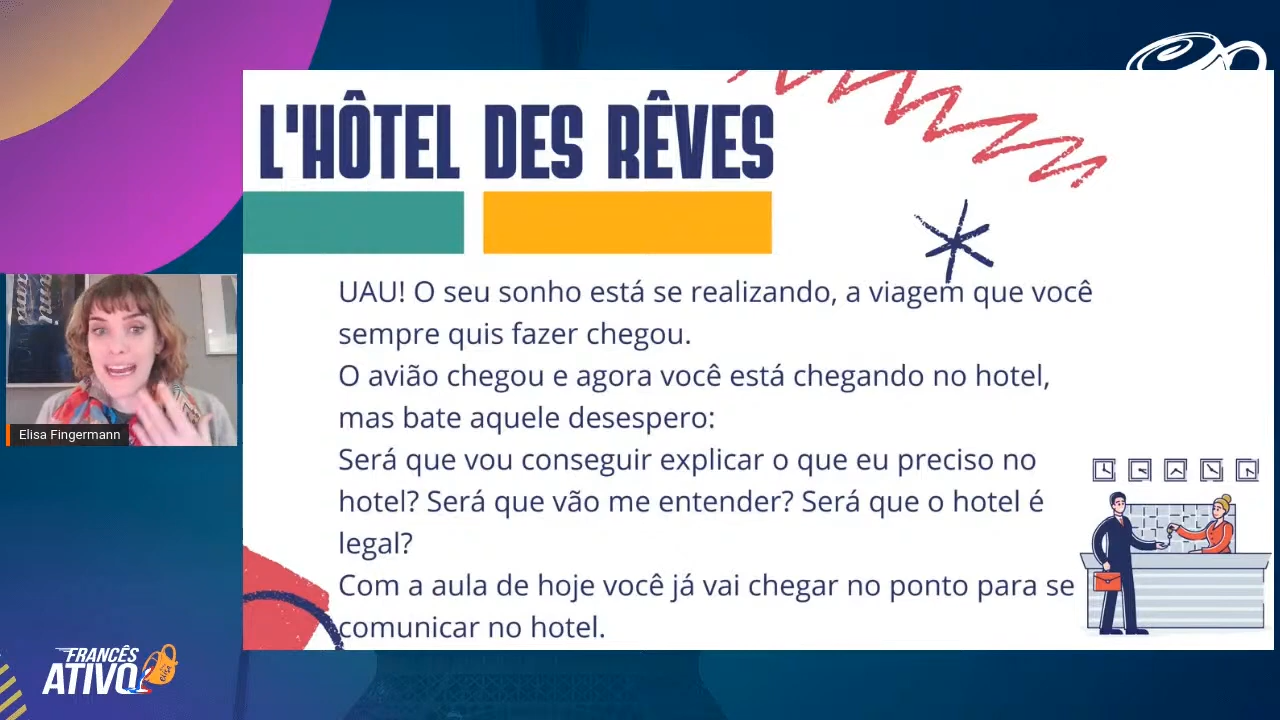 L'HÔTEL DES RÊVES
UAU! O seu sonho está se realizando, a viagem que você
sempre quis fazer chegou.
O avião chegou e agora você está chegando no hotel,
mas bate aquele desespero:
Será que vou conseguir explicar o que eu preciso no
hotel? Será que vão me entender? Será que o hotel é
legal?
Com a aula de hoje você já vai chegar no ponto para se
comunicar no hotel.
Elisa Fingermann
FRANCÊS
ATIVO